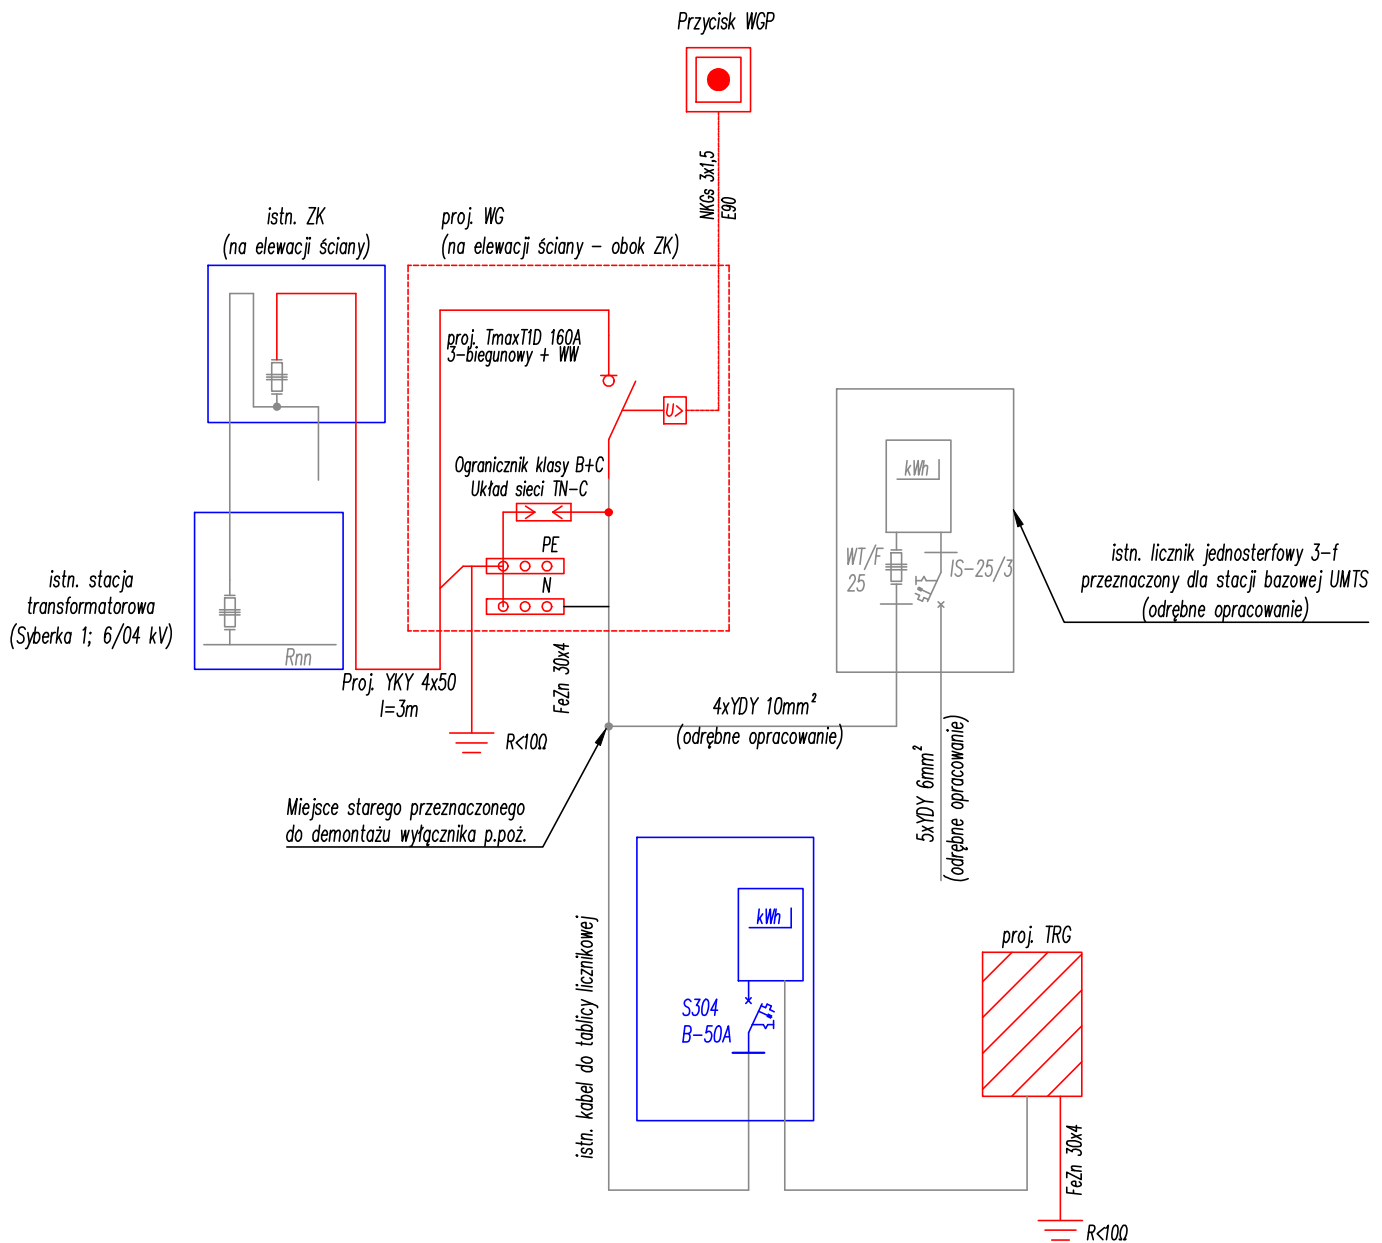 Przycisk WGP
NKGs 3x1,5
E90
istn. ZK
(na elewacji ściany)
proj. WG
(na elewacji ściany – obok ZK)
proj. TmaxT1D 160A
3–biegunowy + WW
U>
Ogranicznik klasy B+C
Układ sieci TN–C
PE
N
kWh
WT/F
25
IS–25/3
istn. licznik jednosterfowy 3–f
przeznaczony dla stacji bazowej UMTS
(odrębne opracowanie)
istn. stacja
transformatorowa
(Syberka 1; 6/04 kV)
Rnn
Proj. YKY 4x50
l=3m
FeZn 30x4
R<10Ω
4xYDY 10mm²
(odrębne opracowanie)
5xYDY 6mm²
(odrębne opracowanie)
Miejsce starego przeznaczonego
do demontażu wyłącznika p.poż.
istn. kabel do tablicy licznikowej
kWh
S304
B–50A
proj. TRG
FeZn 30x4
R<10Ω